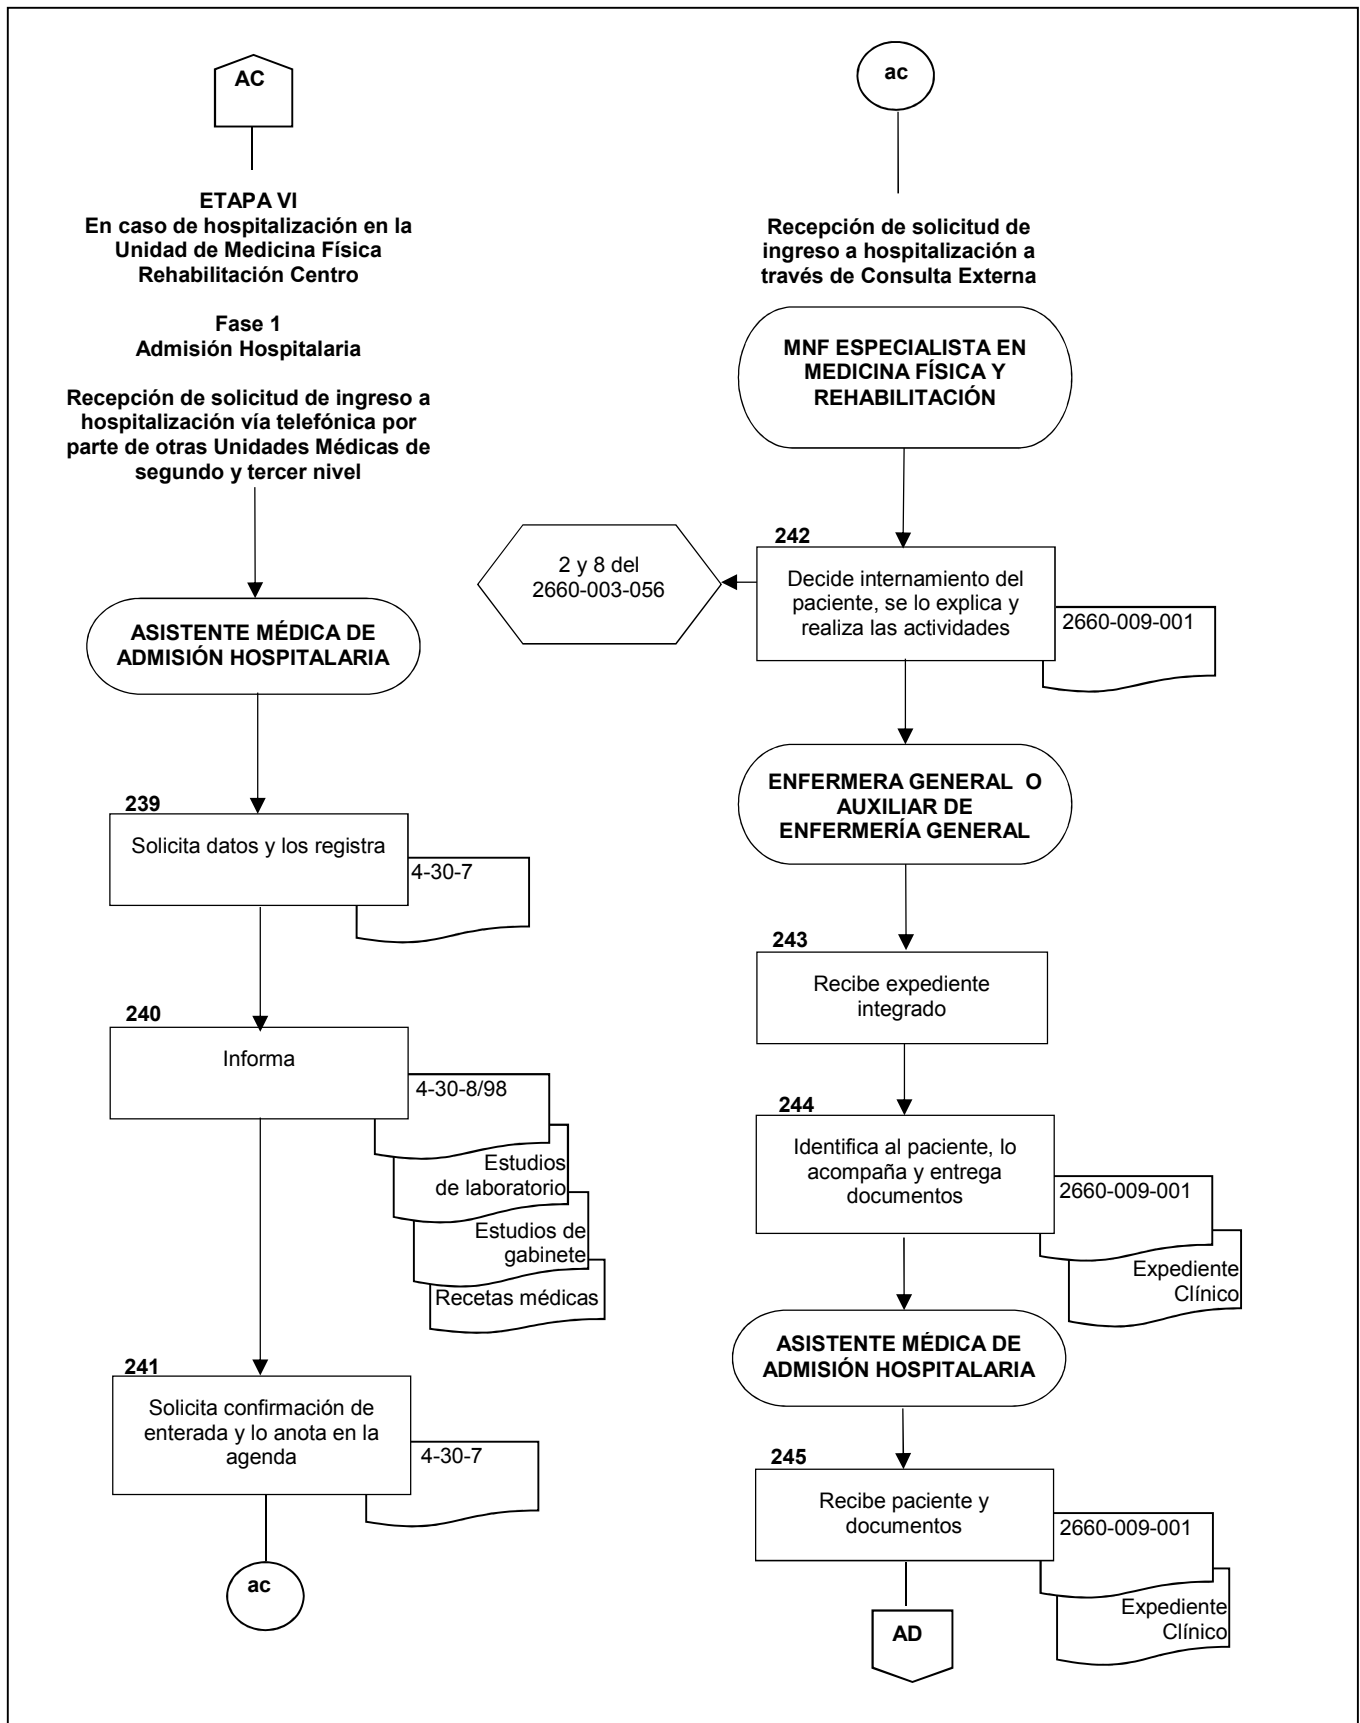 AC
ETAPA VI
En caso de hospitalización en la
Unidad de Medicina Física
Rehabilitación Centro
Fase 1
Admisión Hospitalaria
Recepción de solicitud de ingreso a
hospitalización vía telefónica por
parte de otras Unidades Médicas de
segundo y tercer nivel
ASISTENTE MÉDICA DE
ADMISIÓN HOSPITALARIA
239
Solicita datos y los registra
4-30-7
240
Informa
4-30-8/98
Estudios
de laboratorio
Estudios de
gabinete
Recetas médicas
241
Solicita confirmación de
enterada y lo anota en la
agenda
4-30-7
ac
ac
Recepción de solicitud de
ingreso a hospitalización a
través de Consulta Externa
MNF ESPECIALISTA EN
MEDICINA FÍSICA Y
REHABILITACIÓN
242
Decide internamiento del
paciente, se lo explica y
realiza las actividades
2 y 8 del
2660-003-056
2660-009-001
ENFERMERA GENERAL O
AUXILIAR DE
ENFERMERÍA GENERAL
243
Recibe expediente
integrado
244
Identifica al paciente, lo
acompaña y entrega
documentos
2660-009-001
Expediente
Clínico
ASISTENTE MÉDICA DE
ADMISIÓN HOSPITALARIA
245
Recibe paciente y
documentos
2660-009-001
Expediente
Clínico
AD